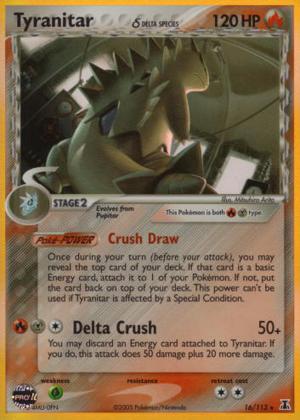 Tyranitar δ DELTA SPECIES 120 HP
Illus. Mitsuhiro Arita
STAGE 2 Evolves from Pupitar
This Pokémon is both type.
Poké-POWER Crush Draw
Once during your turn (before your attack), you may
reveal the top card of your deck. If that card is a basic
Energy card, attach it to 1 of your Pokémon. If not, put
the card back on top of your deck. This power can't be used
if Tyranitar is affected by a Special Condition.
Delta Crush 50+
You may discard an Energy card attached to Tyranitar. If
you do, this attack does 50 damage plus 20 more damage.
weakness resistance retreat cost
©2005 Pokémon/Nintendo 16/113 ★